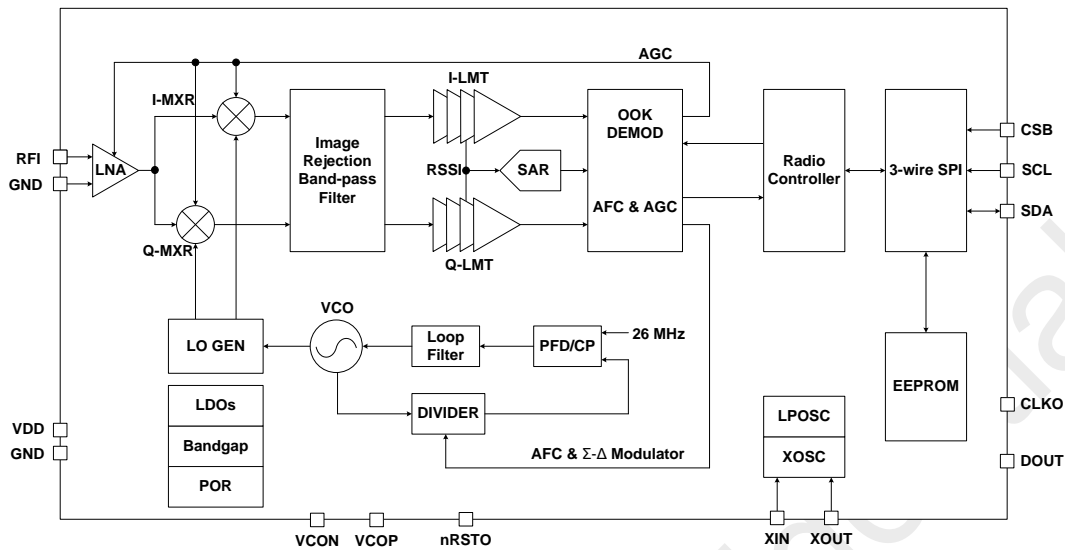 AGC
I-LMT
I-MXR
OOK
DEMOD
CSB
Image
Rejection
Band-pass
Filter
RFI
LNA
RSSI
SAR
Radio
Controller
3-wire SPI
SCL
GND
AFC & AGC
SDA
Q-MXR
Q-LMT
VCO
LO GEN
Loop
Filter
PFD/CP
26 MHz
EEPROM
LDOs
DIVIDER
LPOSC
CLKO
VDD
Bandgap
AFC & Σ-Δ Modulator
XOSC
DOUT
GND
POR
VCON
VCOP
nRSTO
XIN
XOUT